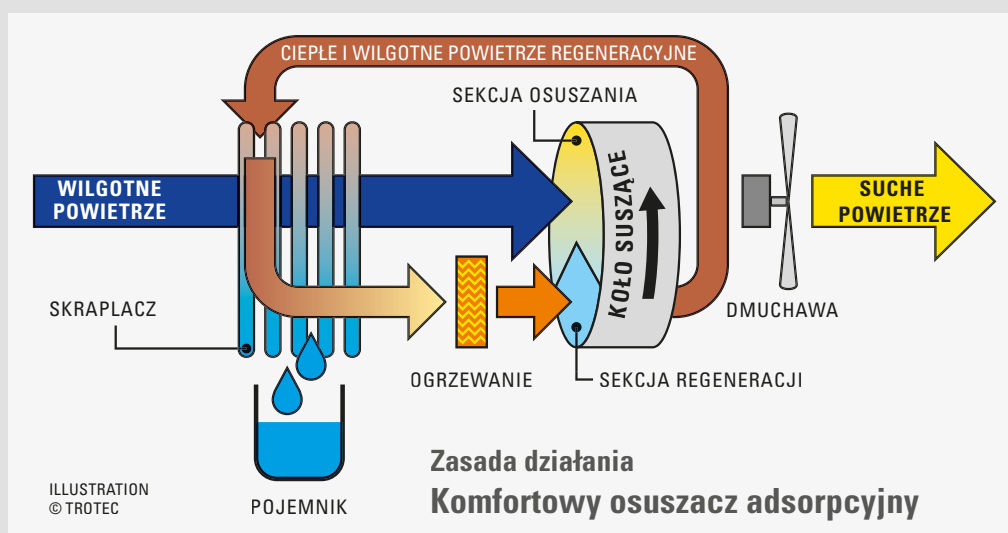 CIEPŁE I WILGOTNE POWIETRZE REGENERACYJNE
SEKCJA OSUSZANIA
WILGOTNE
POWIETRZE
KOŁO SUSZĄCE
SUCHE
POWIETRZE
SKRAPLACZ
DMUCHAWA
OGRZEWANIE
SEKCJA REGENERACJI
POJEMNIK
Zasada działania
Komfortowy osuszacz adsorpcyjny
ILLUSTRATION
© TROTEC